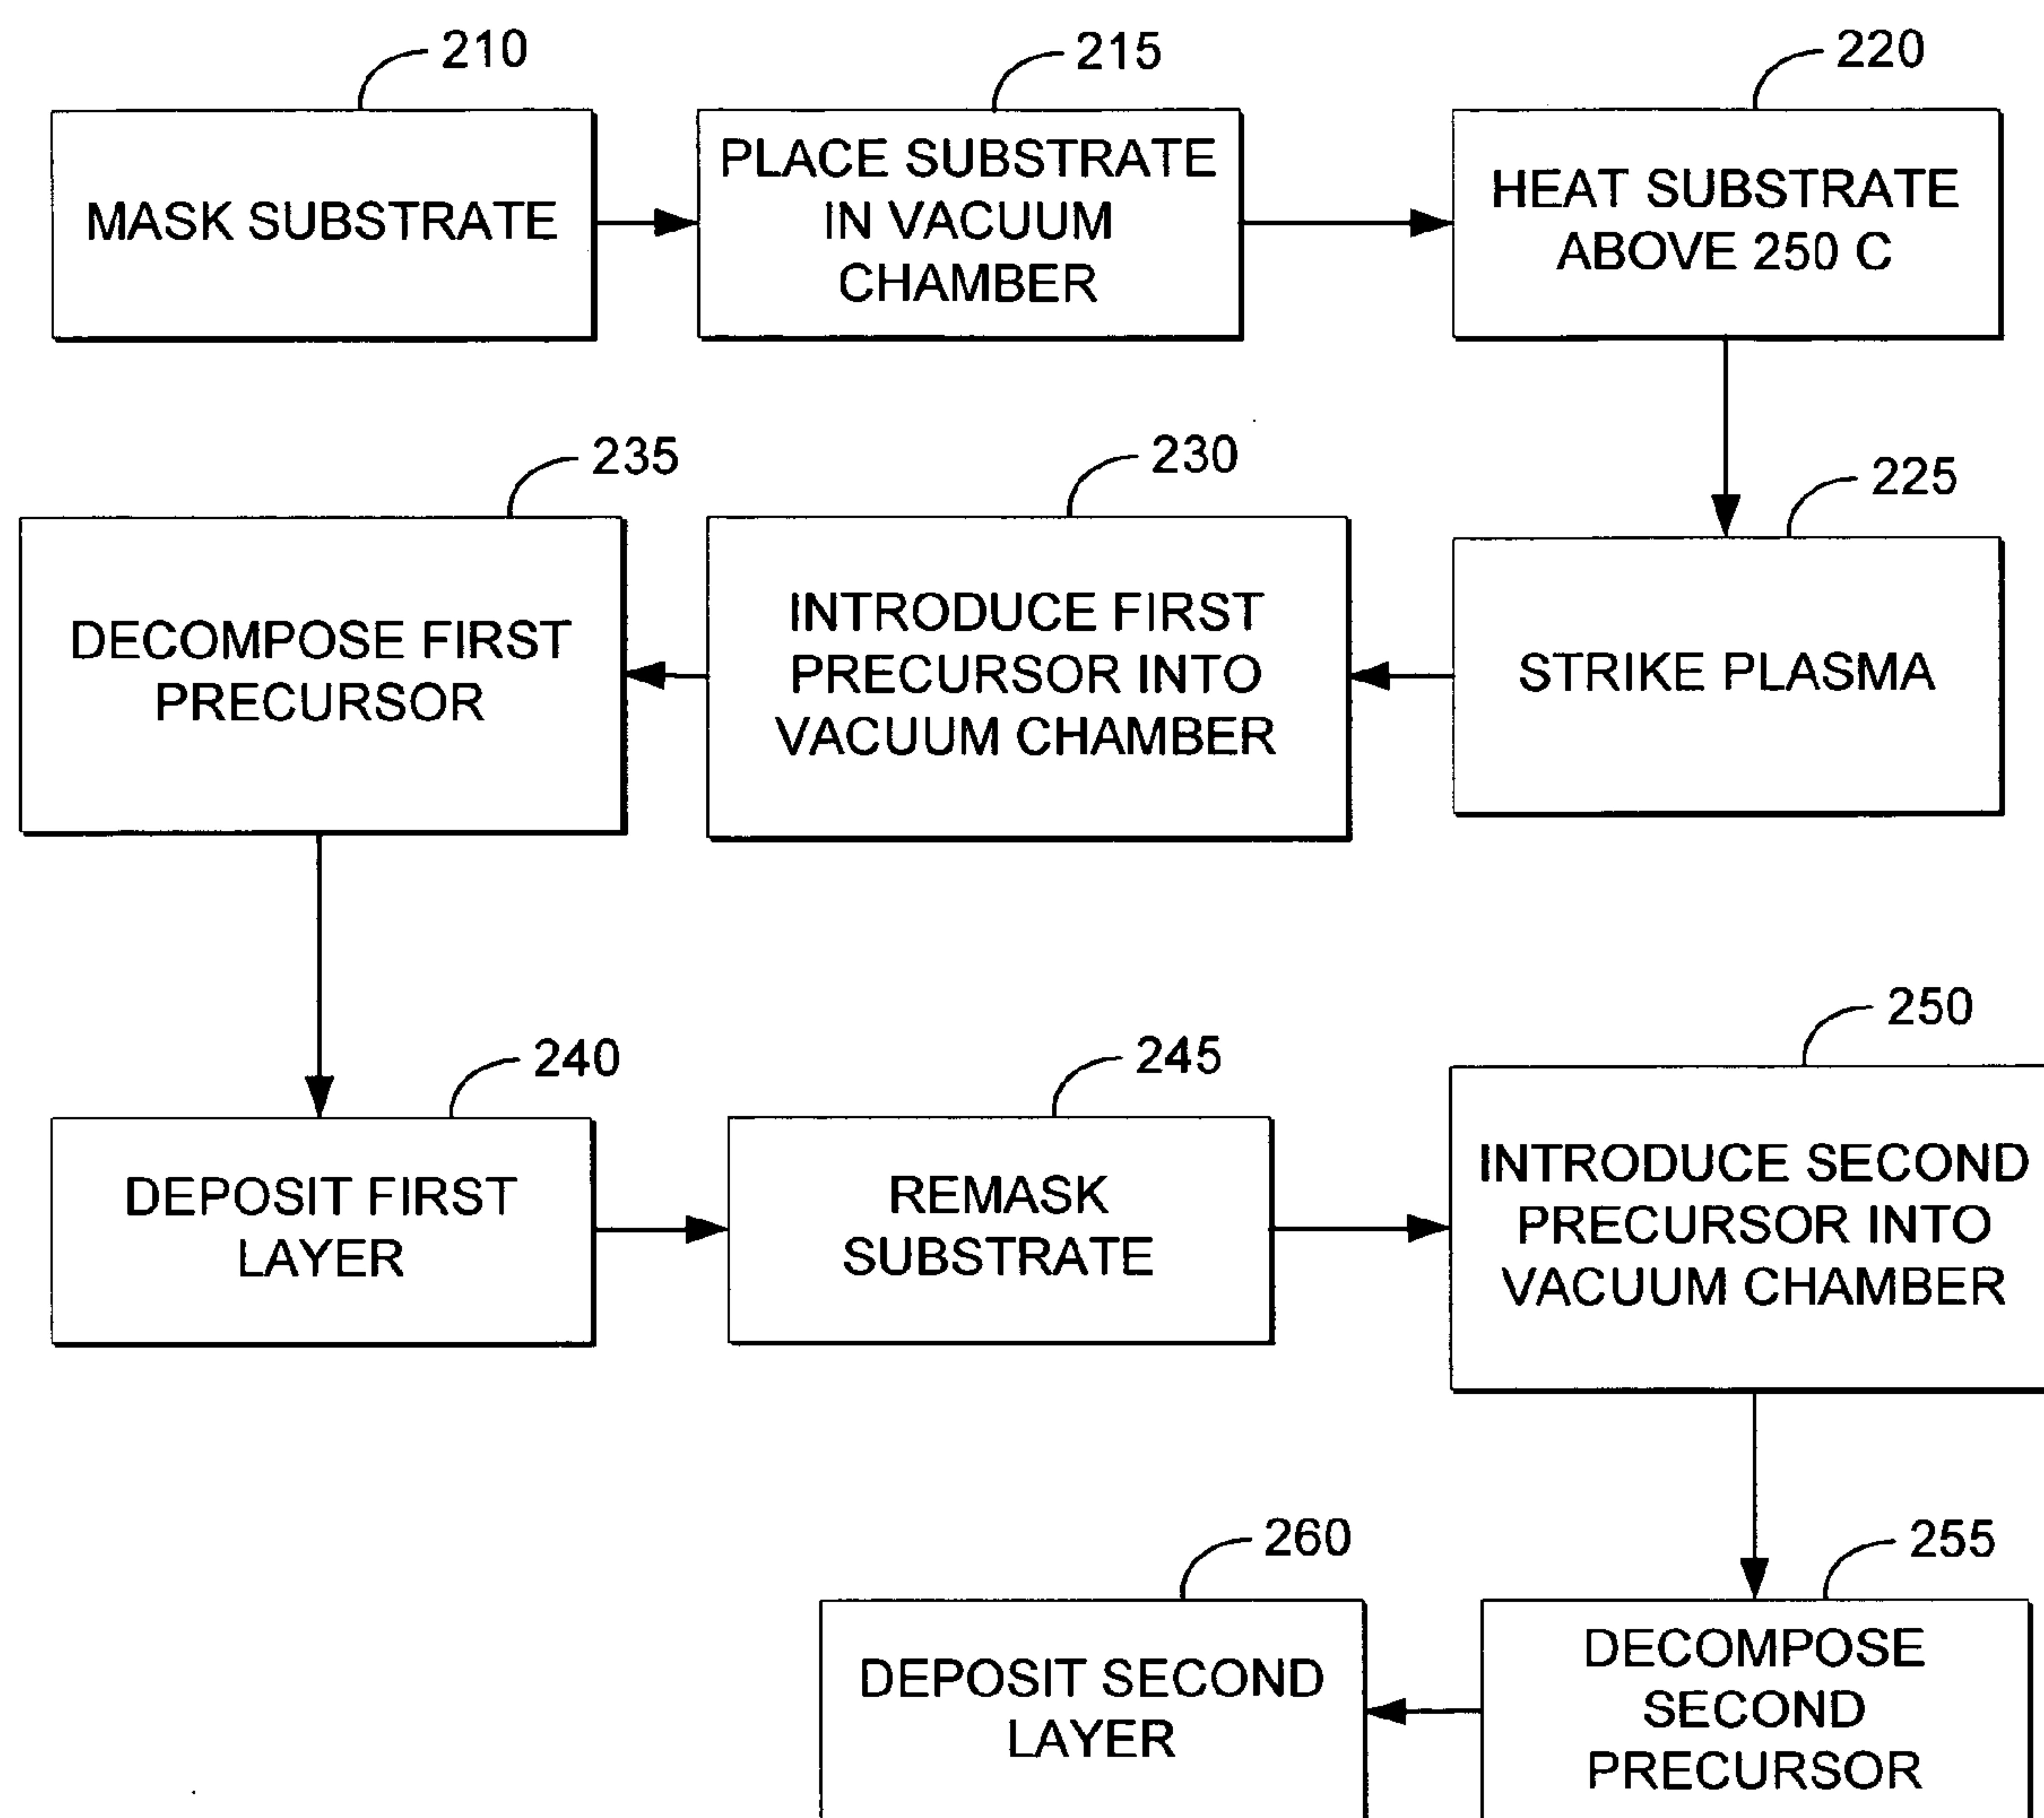 210
MASK SUBSTRATE
215
PLACE SUBSTRATE
IN VACUUM
CHAMBER
220
HEAT SUBSTRATE
ABOVE 250 C
225
STRIKE PLASMA
230
INTRODUCE FIRST
PRECURSOR INTO
VACUUM CHAMBER
235
DECOMPOSE FIRST
PRECURSOR
240
DEPOSIT FIRST
LAYER
245
REMASK
SUBSTRATE
250
INTRODUCE SECOND
PRECURSOR INTO
VACUUM CHAMBER
255
DECOMPOSE
SECOND
PRECURSOR
260
DEPOSIT SECOND
LAYER